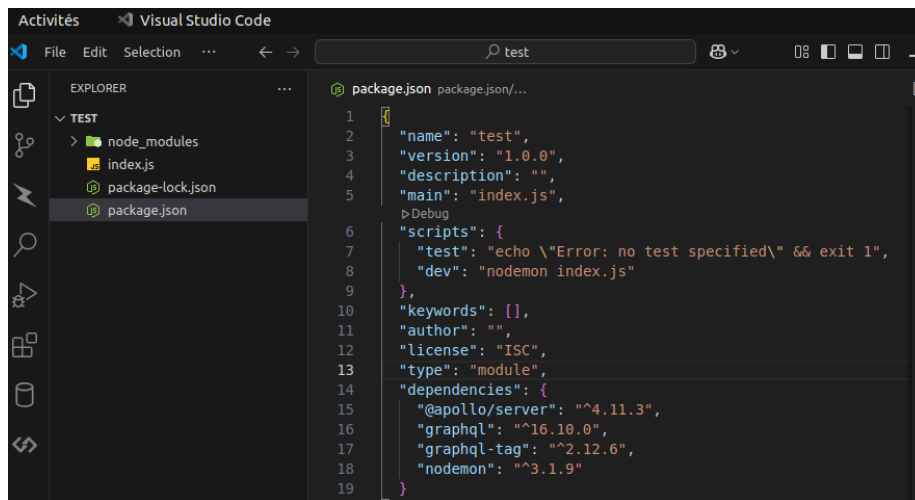 Activités Visual Studio Code
File Edit Selection ··· ← → test
EXPLORER ···
TEST
node_modules
JS index.js
package-lock.json
package.json
package.json package.json/...
1 {
2 "name": "test",
3 "version": "1.0.0",
4 "description": "",
5 "main": "index.js",
Debug
6 "scripts": {
7 "test": "echo \"Error: no test specified\" && exit 1",
8 "dev": "nodemon index.js"
9 },
10 "keywords": [],
11 "author": "",
12 "license": "ISC",
13 "type": "module",
14 "dependencies": {
15 "@apollo/server": "^4.11.3",
16 "graphql": "^16.10.0",
17 "graphql-tag": "^2.12.6",
18 "nodemon": "^3.1.9"
19 }